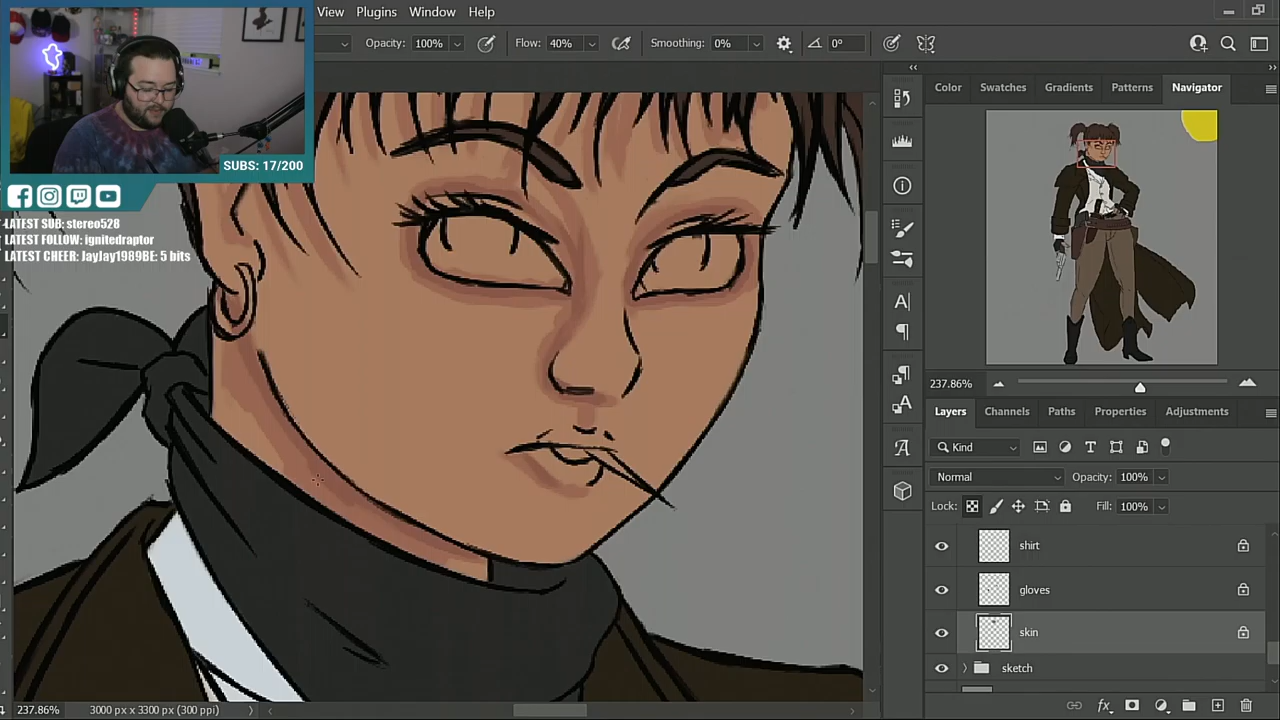 View Plugins Window Help
Opacity: 100% Flow: 40% Smoothing: 0% 0°
SUBS: 17/200
LATEST SUB: stereo528
LATEST FOLLOW: ignitedraptor
LATEST CHEER: JayJay1989BE: 5 bits
Color Swatches Gradients Patterns Navigator
237.86%
Layers Channels Paths Properties Adjustments
Kind
Normal Opacity: 100%
Lock: Fill: 100%
shirt
gloves
skin
sketch
237.86% 3000 px x 3300 px (300 ppi)